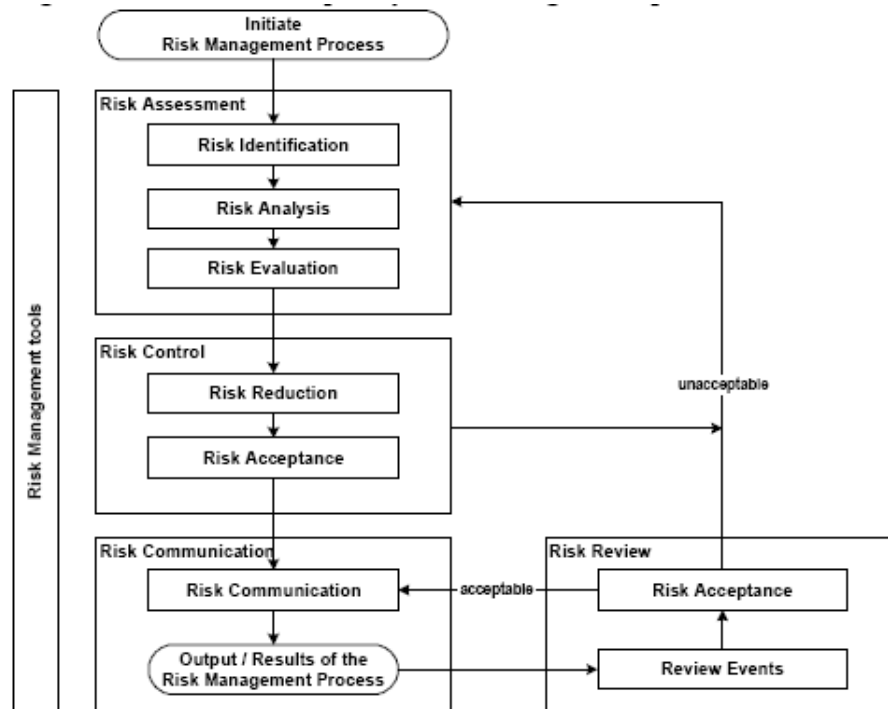 Initiate
Risk Management Process
Risk Assessment
Risk Identification
Risk Analysis
Risk Evaluation
Risk Management tools
Risk Control
Risk Reduction
Risk Acceptance
unacceptable
Risk Communication
Risk Communication
Output / Results of the
Risk Management Process
acceptable
Risk Review
Risk Acceptance
Review Events